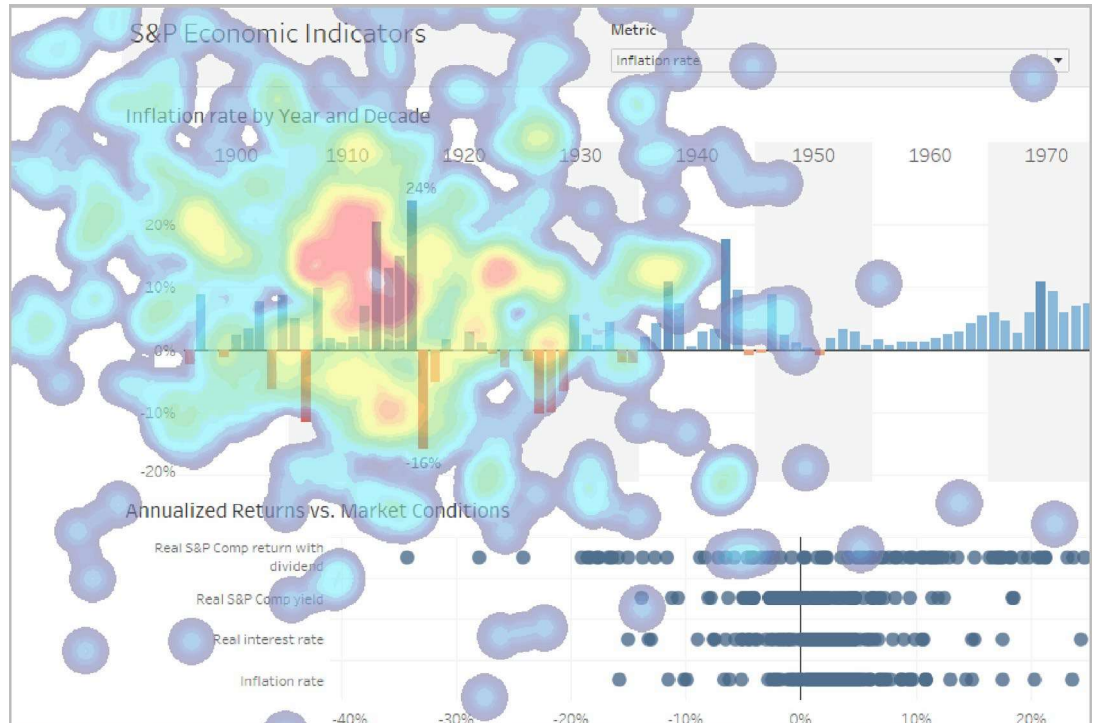 S&P Economic Indicators
Metric
Inflation rate
Inflation rate by Year and Decade
1900 1910 1920 1930 1940 1950 1960 1970
24%
20%
10%
0%
-10%
-16%
-20%
Annualized Returns vs. Market Conditions
Real S&P Comp return with
dividend
Real S&P Comp yield
Real interest rate
Inflation rate
-40% -30% -20% -10% 0% 10% 20%